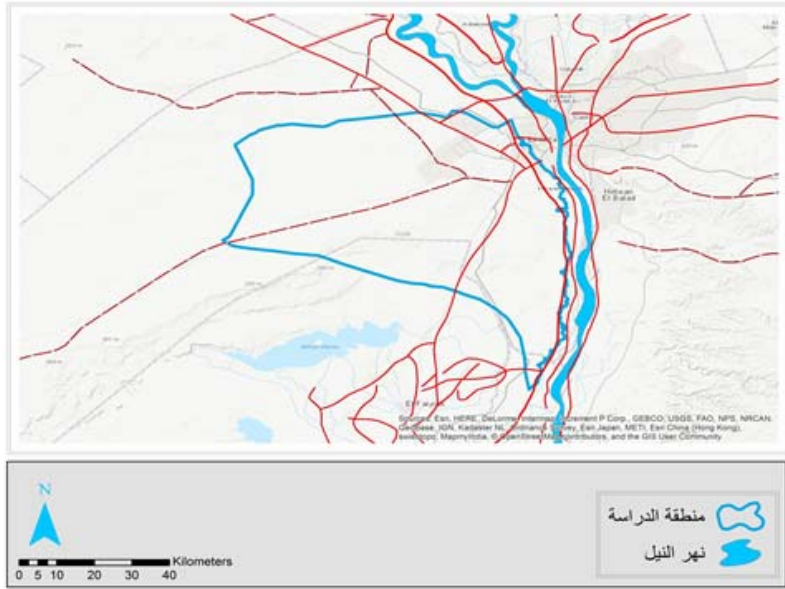 Helwan
El Balad
Sources: Esri, HERE, DeLorme, Intermap, increment P Corp., GEBCO, USGS, FAO, NPS, NRCAN,
GeoBase, IGN, Kadaster NL, Ordnance Survey, Esri Japan, METI, Esri China (Hong Kong),
swisstopo, MapmyIndia, © OpenStreetMap contributors, and the GIS User Community
N
Kilometers
0 5 10 20 30 40
منطقة الدراسة
نهر النيل